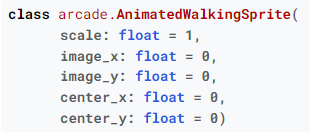 class arcade.AnimatedWalkingSprite(
scale: float = 1,
image_x: float = 0,
image_y: float = 0,
center_x: float = 0,
center_y: float = 0)